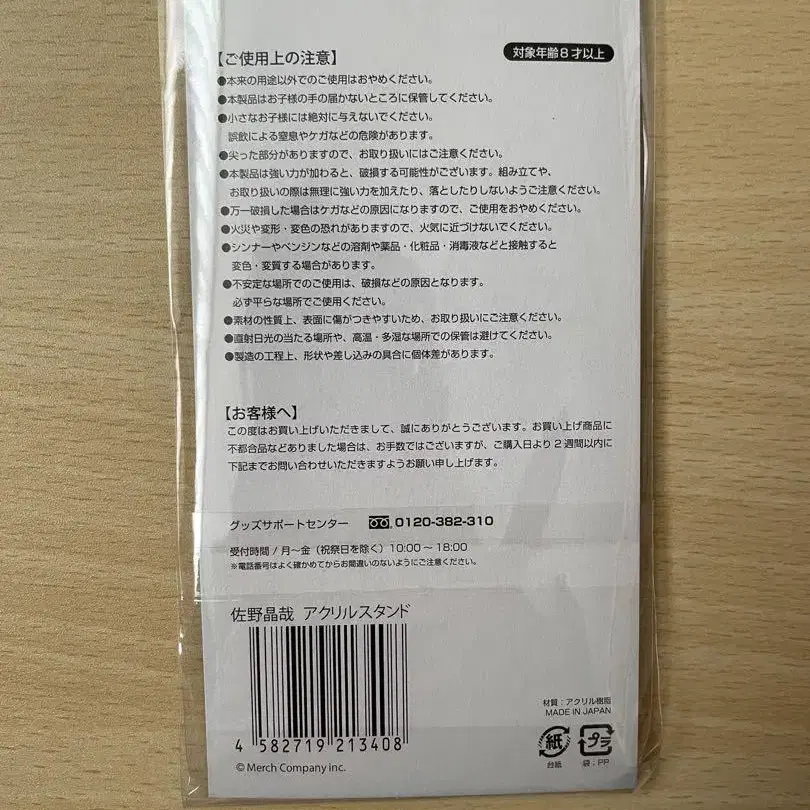 【ご使用上の注意】
対象年齢8才以上
●本来の用途以外でのご使用はおやめください。
●本製品はお子様の手の届かないところに保管してください。
●小さなお子様には絶対に与えないでください。
誤飲による窒息やケガなどの危険があります。
●尖った部分がありますので、お取り扱いにはご注意ください。
●本製品は強い力が加わると、破損する可能性がございます。組み立てや、
お取り扱いの際は無理に強い力を加えたり、落としたりしないようご注意ください。
●万一破損した場合はケガなどの原因になりますので、ご使用をおやめください。
●火災や変形・変色の恐れがありますので、火気に近づけないでください。
●シンナーやベンジンなどの溶剤や薬品・化粧品・消毒液などと接触すると
変色・変質する場合があります。
●不安定な場所でのご使用は、破損などの原因となります。
必ず平らな場所でご使用ください。
●素材の性質上、表面に傷がつきやすいため、お取り扱いにご注意ください。
●直射日光の当たる場所や、高温・多湿な場所での保管は避けてください。
●製造の工程上、形状や差し込みの具合に個体差があります。
【お客様へ】
この度はお買い上げいただきまして、誠にありがとうございます。お買い上げ商品に
不都合品などありました場合は、お手数ではございますが、ご購入日より2週間以内に
下記までお問い合わせいただきますようお願い申し上げます。
グッズサポートセンター 0120-382-310
受付時間 / 月〜金（祝祭日を除く）10:00〜18:00
※電話番号はよく確かめてからお間違いのないようにご注意ください。
佐野晶哉 アクリルスタンド
4 582719 213408
© Merch Company inc.
材質：アクリル樹脂
MADE IN JAPAN
紙
台紙
プラ
袋：PP